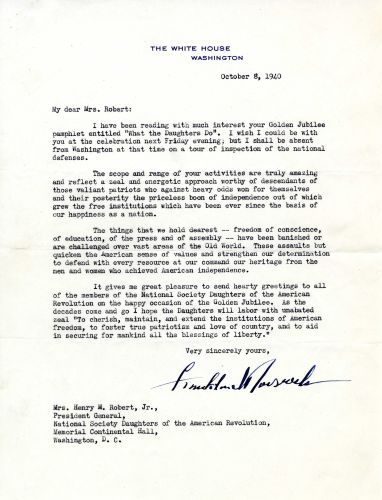 THE WHITE HOUSE
WASHINGTON
October 8, 1940
My dear Mrs. Robert:
I have been reading with much interest your Golden Jubilee
pamphlet entitled "What the Daughters Do". I wish I could be with
you at the celebration next Friday evening; but I shall be absent
from Washington at that time on a tour of inspection of the national
defenses.
The scope and range of your activities are truly amazing
and reflect a zeal and energetic approach worthy of descendants of
those valiant patriots who against heavy odds won for themselves
and their posterity the priceless boon of independence out of which
grew the free institutions which have ever since been the basis of
our happiness as a nation.
The things that we hold dearest -- freedom of conscience,
of education, of the press and of assembly -- have been banished or
are challenged over vast areas of the Old World. These assaults but
quicken the American sense of values and strengthen our determination
to defend with every resource at our command our heritage from the
men and women who achieved American independence.
It gives me great pleasure to send hearty greetings to all
of the members of the National Society Daughters of the American
Revolution on the happy occasion of the Golden Jubilee. As the
decades come and go I hope the Daughters will labor with unabated
zeal "To cherish, maintain, and extend the institutions of American
freedom, to foster true patriotism and love of country, and to aid
in securing for mankind all the blessings of liberty."
Very sincerely yours,
Franklin D Roosevelt
Mrs. Henry M. Robert, Jr.,
President General,
National Society Daughters of the American Revolution,
Memorial Continental Hall,
Washington, D. C.